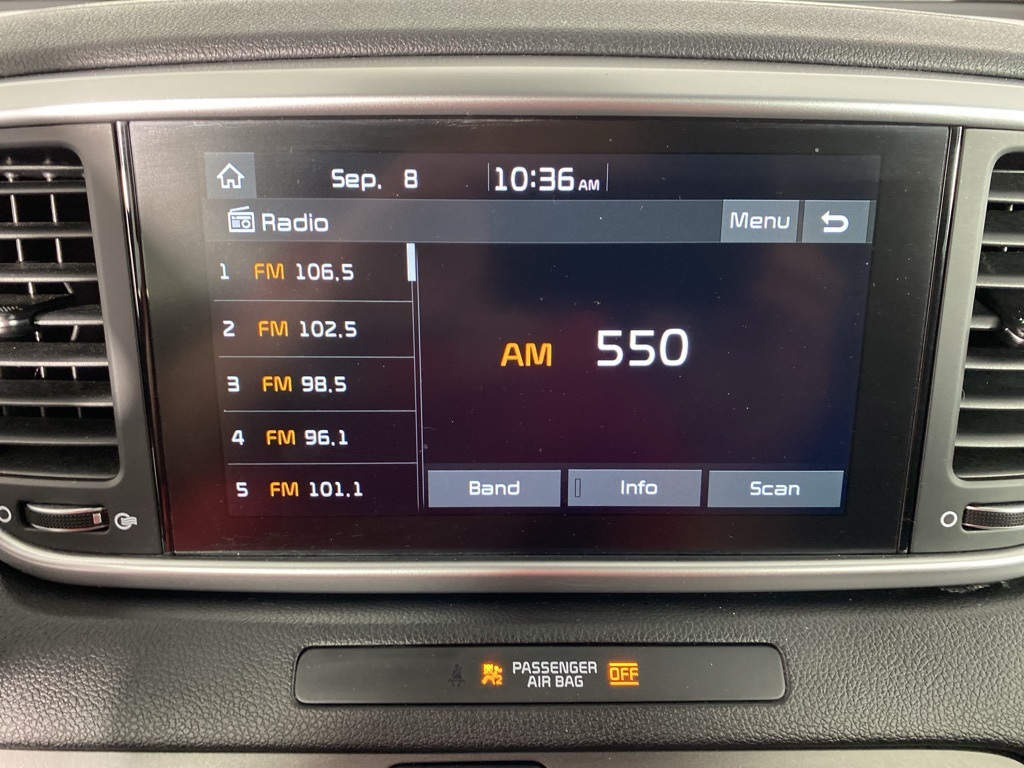 Sep. 8 10:36 AM
Radio Menu
1 FM 106.5
2 FM 102.5
3 FM 98.5
4 FM 96.1
5 FM 101.1
AM 550
Band Info Scan
PASSENGER
AIR BAG OFF